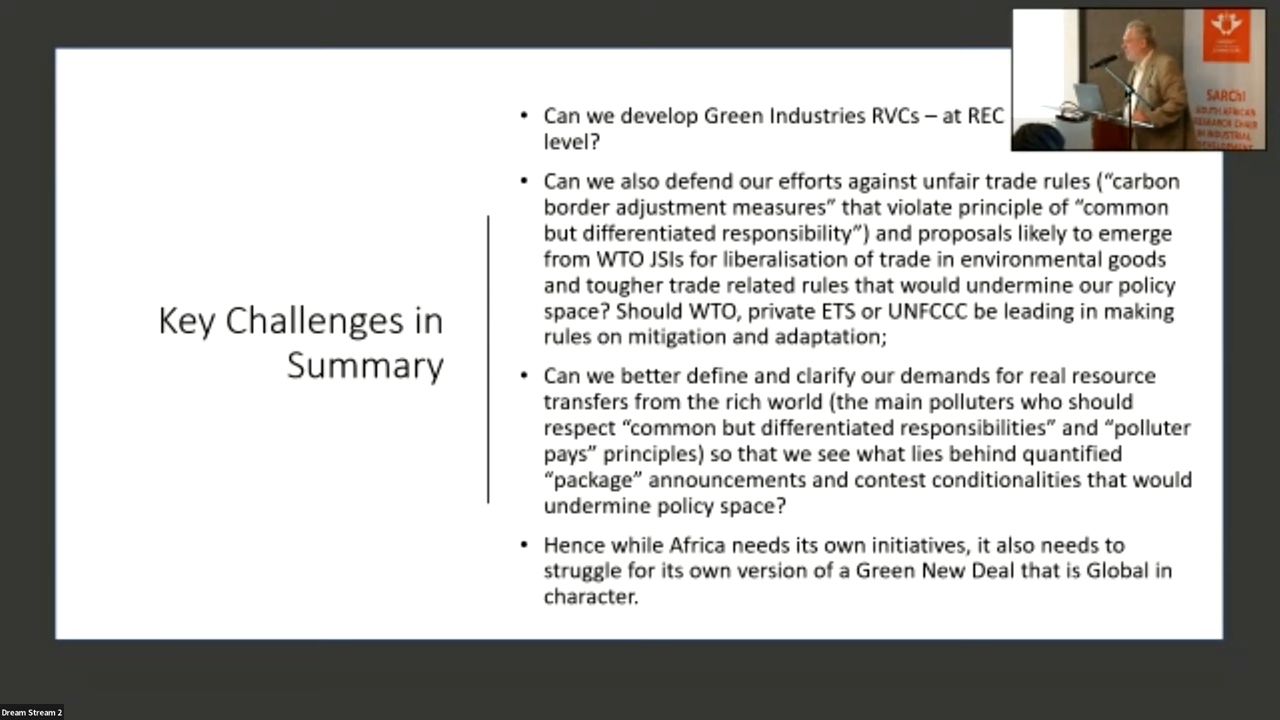 Key Challenges in
Summary
• Can we develop Green Industries RVCs – at REC
level?
• Can we also defend our efforts against unfair trade rules (“carbon
border adjustment measures” that violate principle of “common
but differentiated responsibility”) and proposals likely to emerge
from WTO JSIs for liberalisation of trade in environmental goods
and tougher trade related rules that would undermine our policy
space? Should WTO, private ETS or UNFCCC be leading in making
rules on mitigation and adaptation;
• Can we better define and clarify our demands for real resource
transfers from the rich world (the main polluters who should
respect “common but differentiated responsibilities” and “polluter
pays” principles) so that we see what lies behind quantified
“package” announcements and contest conditionalities that would
undermine policy space?
• Hence while Africa needs its own initiatives, it also needs to
struggle for its own version of a Green New Deal that is Global in
character.
SARChI
SOUTH AFRICAN
RESEARCH CHAIR
IN INDUSTRIAL
DEVELOPMENT
Dream Stream 2